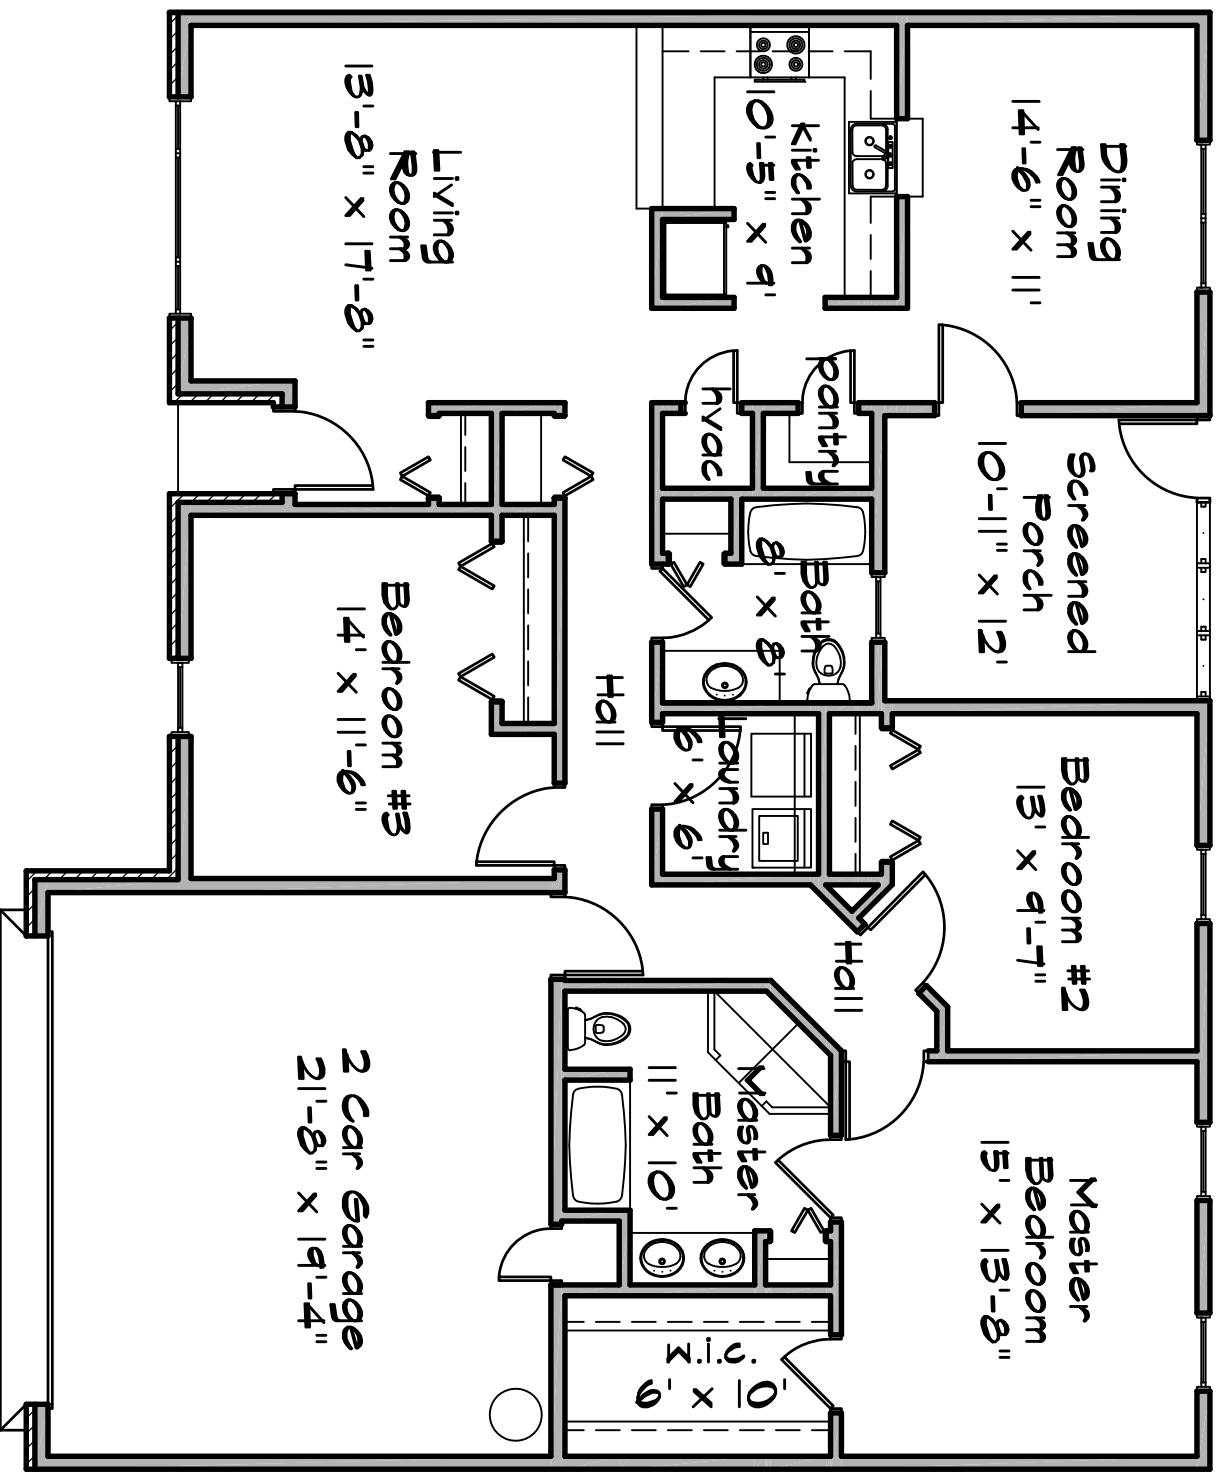 Dining
Room
14'-6" x 11'
Screened
Porch
10'-11" x 12'
Bedroom #2
13' x 9'-7"
Master
Bedroom
15' x 13'-8"
Kitchen
10'-5" x 9'
pantry
hvac
Bath
8' x 8'
Laundry
6' x 6'
Hall
Hall
Master
Bath
11' x 10'
w.i.c.
6' x 10'
Living
Room
13'-8" x 17'-8"
Bedroom #3
14' x 11'-6"
2 Car Garage
21'-8" x 19'-4"